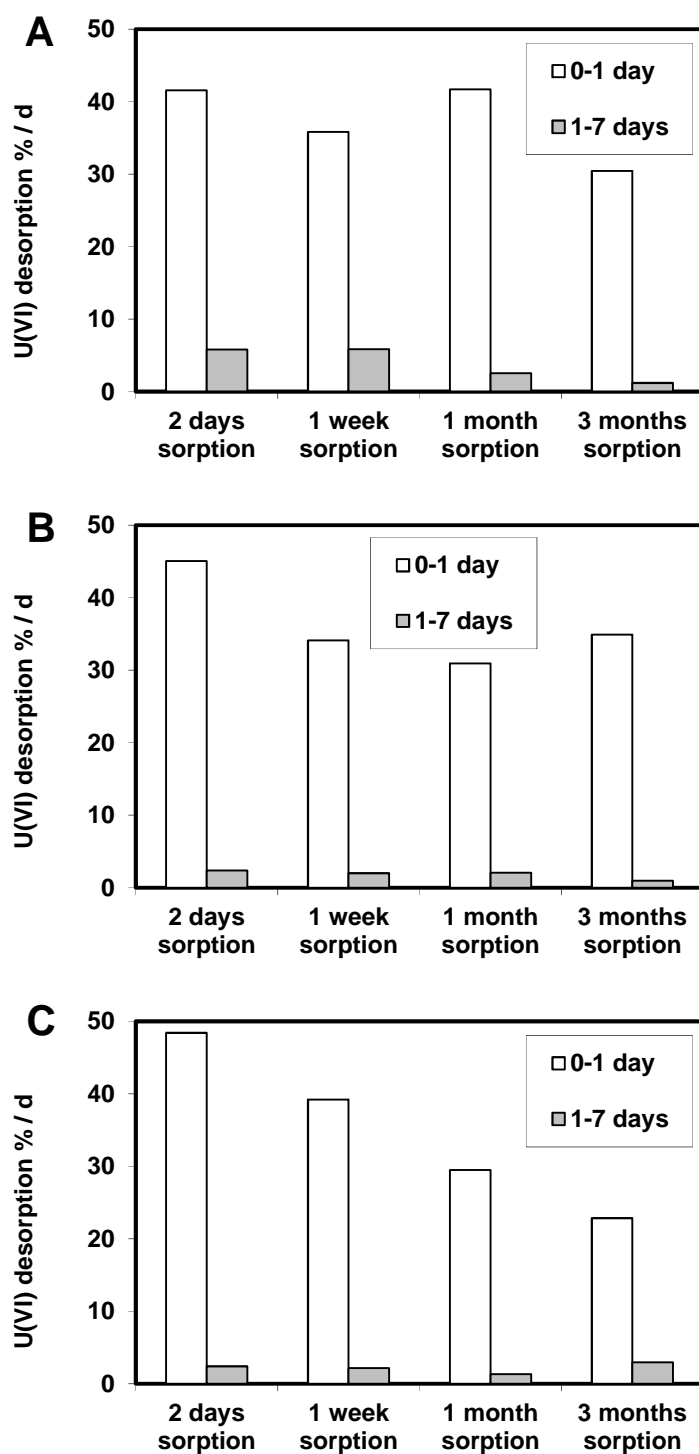 A
U(VI) desorption % / d
50
40
30
20
10
0
0-1 day
1-7 days
2 days sorption
1 week sorption
1 month sorption
3 months sorption
B
U(VI) desorption % / d
50
40
30
20
10
0
0-1 day
1-7 days
2 days sorption
1 week sorption
1 month sorption
3 months sorption
C
U(VI) desorption % / d
50
40
30
20
10
0
0-1 day
1-7 days
2 days sorption
1 week sorption
1 month sorption
3 months sorption